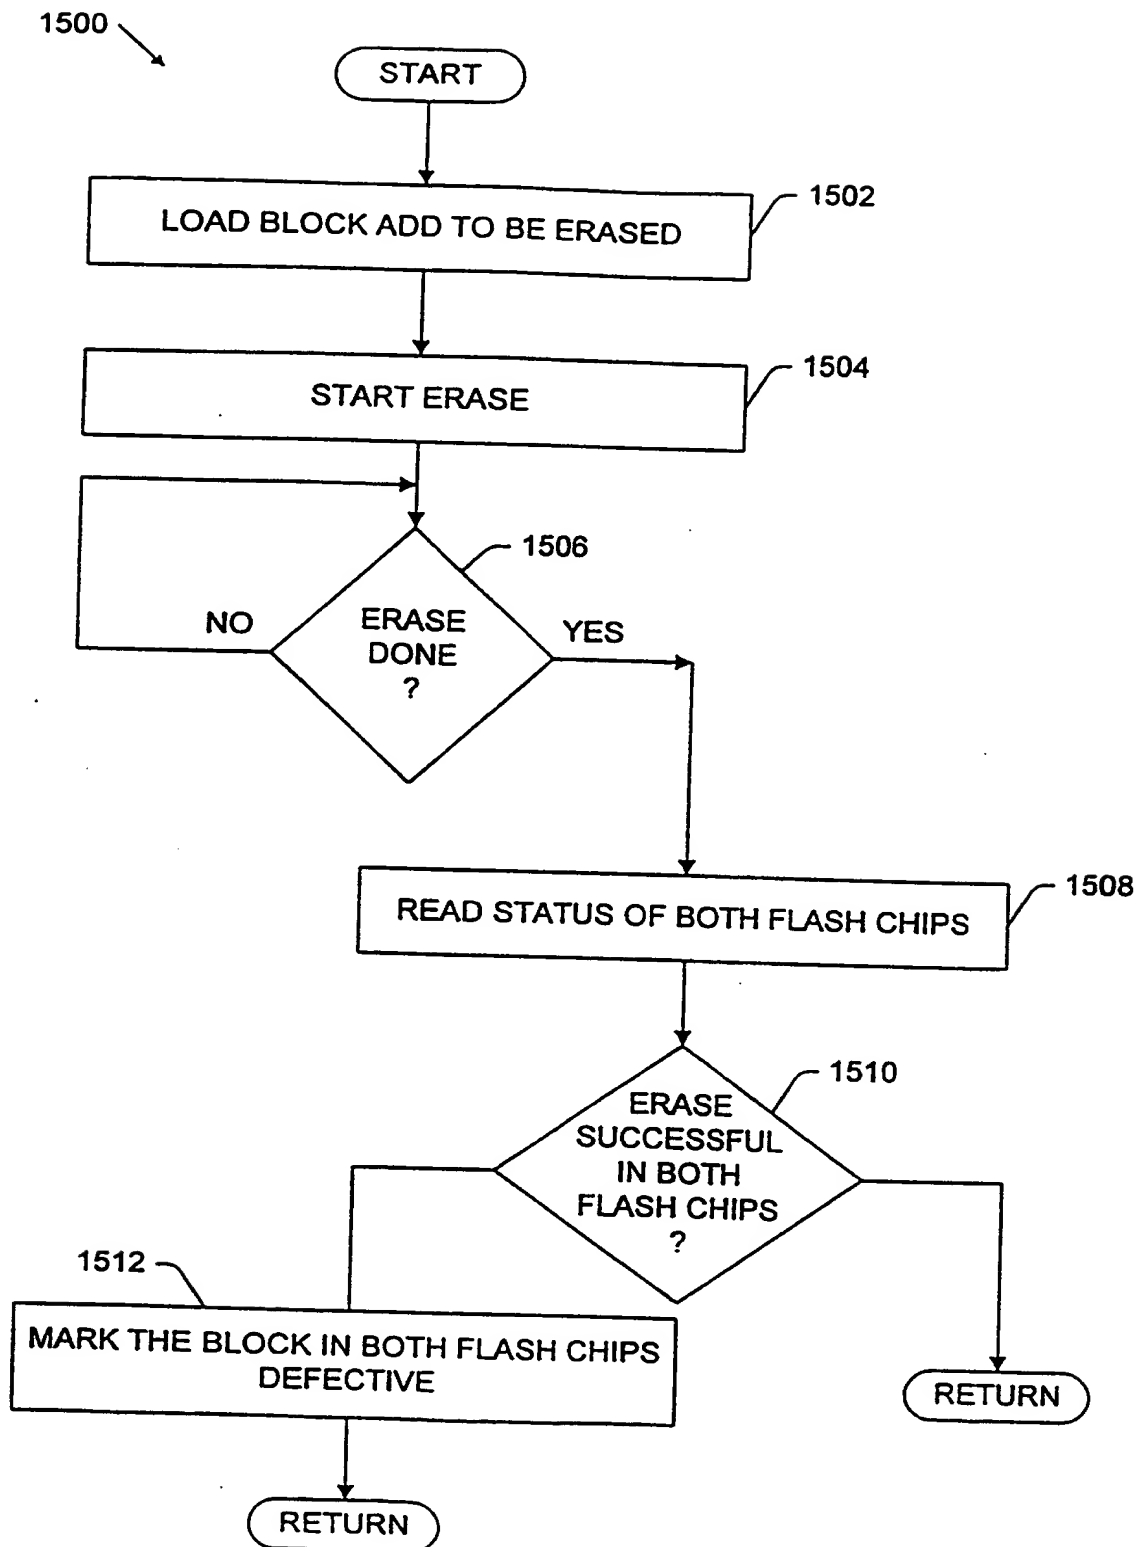 1500
START
LOAD BLOCK ADD TO BE ERASED
1502
START ERASE
1504
1506
ERASE
DONE
?
NO
YES
READ STATUS OF BOTH FLASH CHIPS
1508
1510
ERASE
SUCCESSFUL
IN BOTH
FLASH CHIPS
?
1512
MARK THE BLOCK IN BOTH FLASH CHIPS
DEFECTIVE
RETURN
RETURN